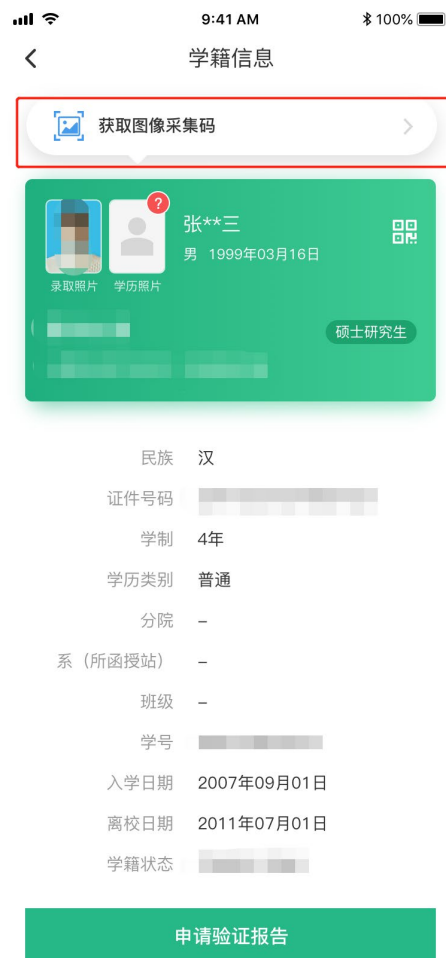 9:41 AM 100%
学籍信息
获取图像采集码
?
张**三
男 1999年03月16日
录取照片 学历照片
硕士研究生
民族 汉
证件号码
学制 4年
学历类别 普通
分院 –
系（所函授站） –
班级 –
学号
入学日期 2007年09月01日
离校日期 2011年07月01日
学籍状态
申请验证报告